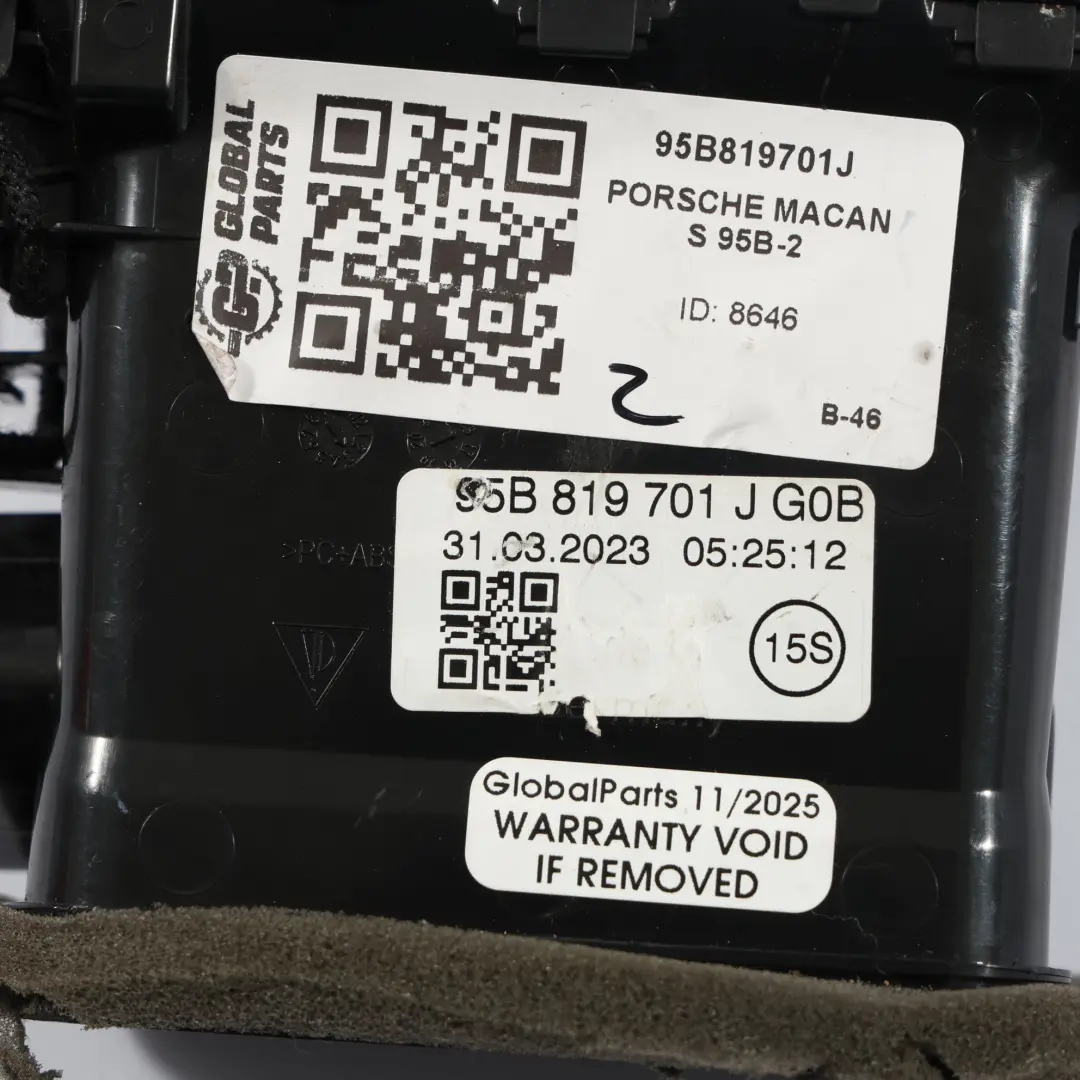 GLOBAL
PARTS
95B819701J
PORSCHE MACAN
S 95B-2
ID: 8646
2
B-46
95B 819 701 J G0B
31.03.2023 05:25:12
>PC+ABS
15S
GlobalParts 11/2025
WARRANTY VOID
IF REMOVED